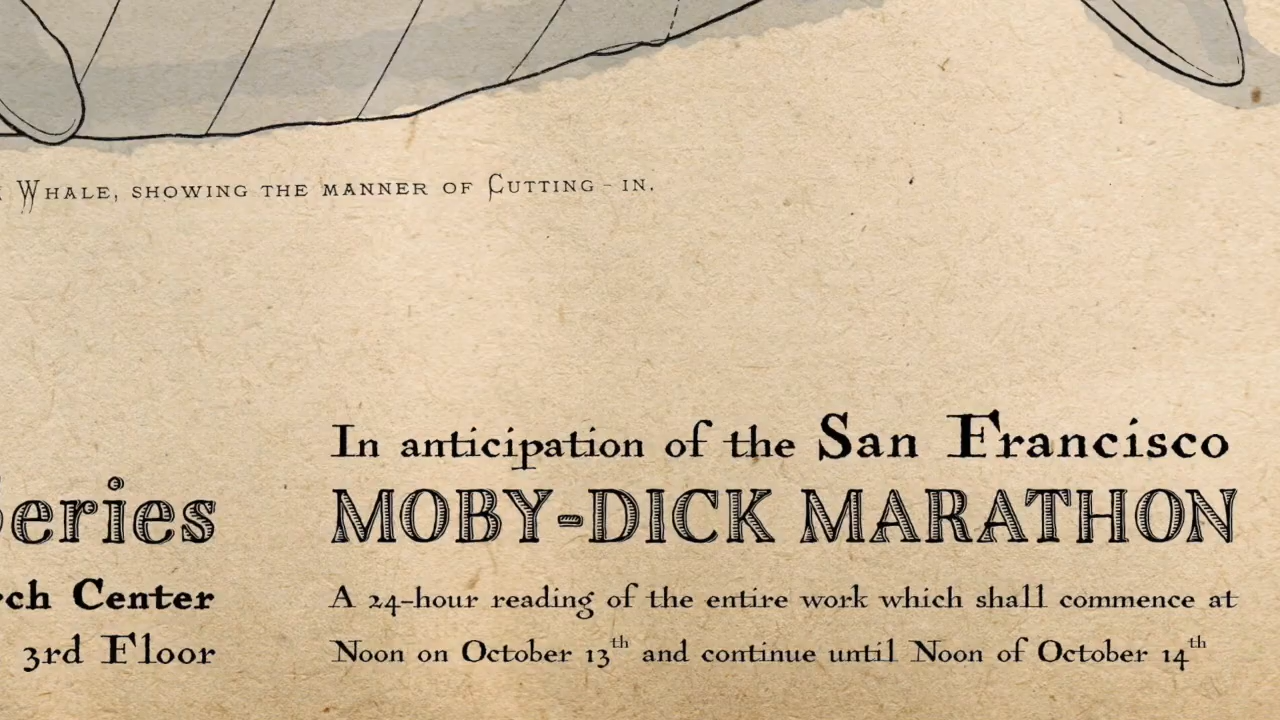 Whale, showing the manner of Cutting-in.
In anticipation of the San Francisco
MOBY-DICK MARATHON
A 24-hour reading of the entire work which shall commence at
Noon on October 13th and continue until Noon of October 14th
Series
Center
3rd Floor